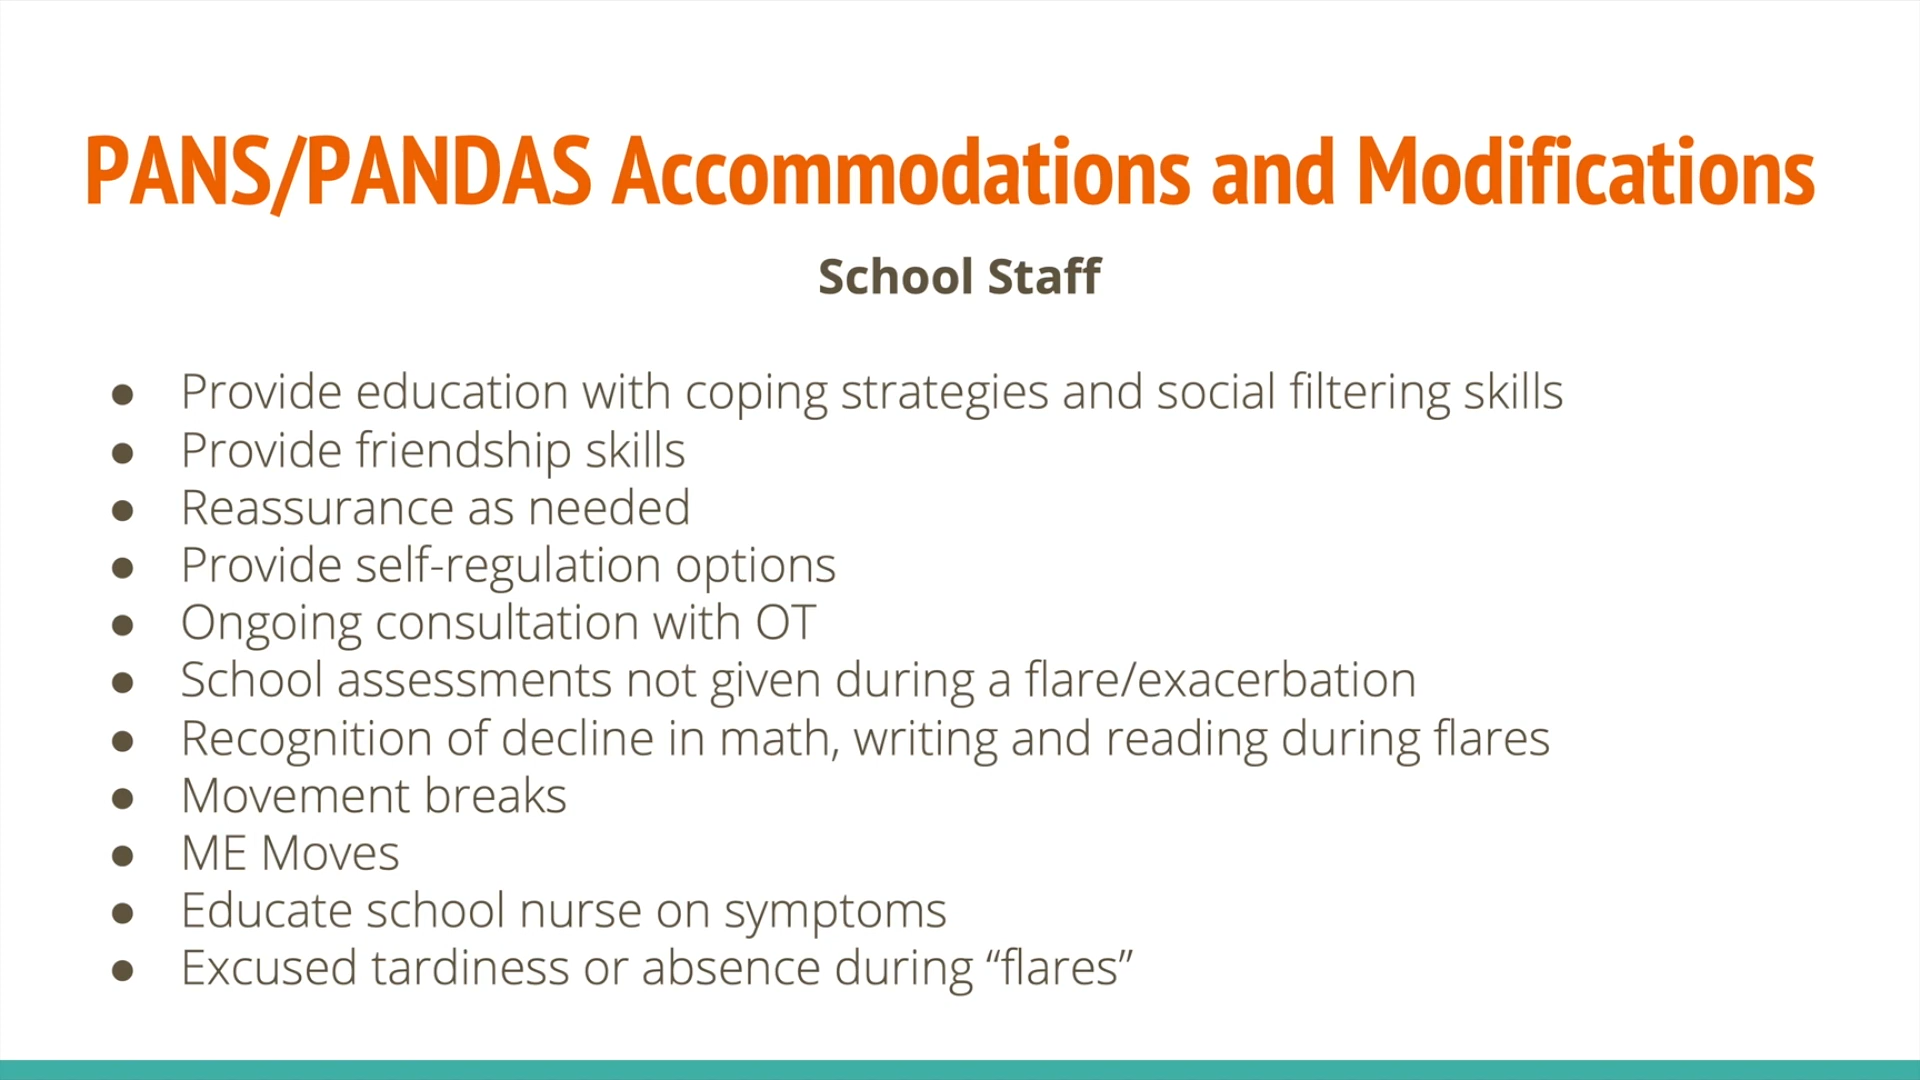 PANS/PANDAS Accommodations and Modifications
School Staff
● Provide education with coping strategies and social filtering skills
● Provide friendship skills
● Reassurance as needed
● Provide self-regulation options
● Ongoing consultation with OT
● School assessments not given during a flare/exacerbation
● Recognition of decline in math, writing and reading during flares
● Movement breaks
● ME Moves
● Educate school nurse on symptoms
● Excused tardiness or absence during “flares”